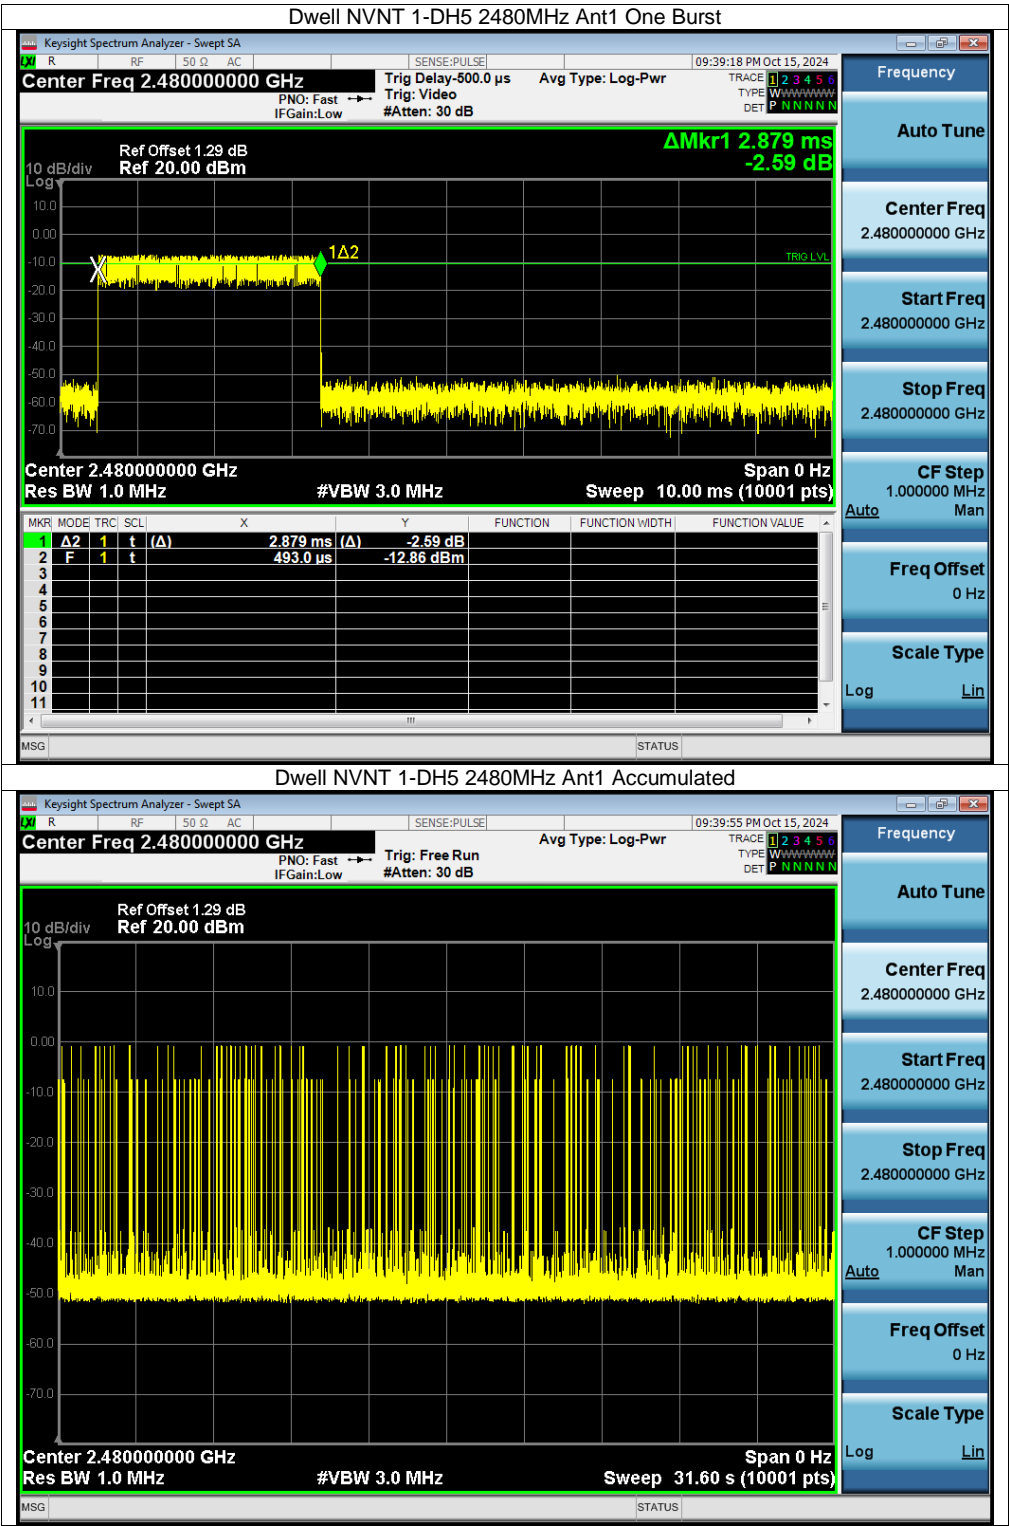 Dwell NVNT 1-DH5 2480MHz Ant1 One Burst
Keysight Spectrum Analyzer - Swept SA
LXI R RF 50 Ω AC SENSE:PULSE 09:39:18 PM Oct 15, 2024
Center Freq 2.480000000 GHz Trig Delay-500.0 µs Avg Type: Log-Pwr TRACE 1 2 3 4 5 6
PNO: Fast Trig: Video TYPE WWWWWW
IFGain:Low #Atten: 30 dB DET P N N N N N
Frequency
Auto Tune
Center Freq
2.480000000 GHz
Start Freq
2.480000000 GHz
Stop Freq
2.480000000 GHz
CF Step
1.000000 MHz
Auto Man
Freq Offset
0 Hz
Scale Type
Log Lin
ΔMkr1 2.879 ms
-2.59 dB
Ref Offset 1.29 dB
10 dB/div Ref 20.00 dBm
Log
10.0
0.00
-10.0
-20.0
-30.0
-40.0
-50.0
-60.0
-70.0
1Δ2
TRIG LVL
Center 2.480000000 GHz Span 0 Hz
Res BW 1.0 MHz #VBW 3.0 MHz Sweep 10.00 ms (10001 pts)
MKR MODE TRC SCL X Y FUNCTION FUNCTION WIDTH FUNCTION VALUE
1 Δ2 1 t (Δ) 2.879 ms (Δ) -2.59 dB
2 F 1 t 493.0 µs -12.86 dBm
3
4
5
6
7
8
9
10
11
MSG STATUS
Dwell NVNT 1-DH5 2480MHz Ant1 Accumulated
Keysight Spectrum Analyzer - Swept SA
LXI R RF 50 Ω AC SENSE:PULSE 09:39:55 PM Oct 15, 2024
Center Freq 2.480000000 GHz Avg Type: Log-Pwr TRACE 1 2 3 4 5 6
PNO: Fast Trig: Free Run TYPE WWWWWW
IFGain:Low #Atten: 30 dB DET P N N N N N
Frequency
Auto Tune
Center Freq
2.480000000 GHz
Start Freq
2.480000000 GHz
Stop Freq
2.480000000 GHz
CF Step
1.000000 MHz
Auto Man
Freq Offset
0 Hz
Scale Type
Log Lin
Ref Offset 1.29 dB
10 dB/div Ref 20.00 dBm
Log
10.0
0.00
-10.0
-20.0
-30.0
-40.0
-50.0
-60.0
-70.0
Center 2.480000000 GHz Span 0 Hz
Res BW 1.0 MHz #VBW 3.0 MHz Sweep 31.60 s (10001 pts)
MSG STATUS